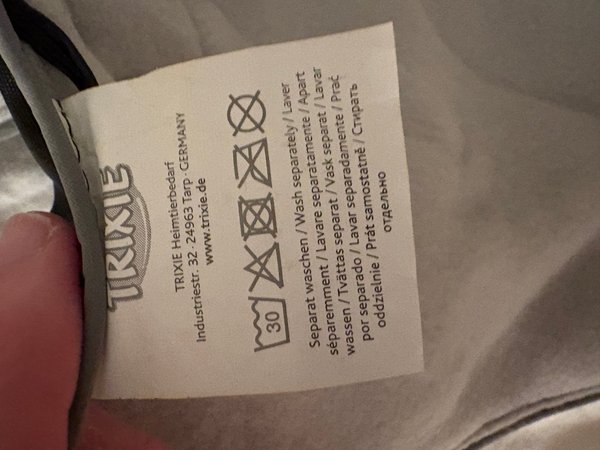 TRIXIE
TRIXIE Heimtierbedarf
Industriestr. 32 · 24963 Tarp · GERMANY
www.trixie.de
30
Separat waschen / Wash separately / Laver
séparemment / Lavare separatamente / Apart
wassen / Tvättas separat / Vask separat / Lavar
por separado / Lavar separadamente / Prać
oddzielnie / Prát samostatně / Стирать
отдельно